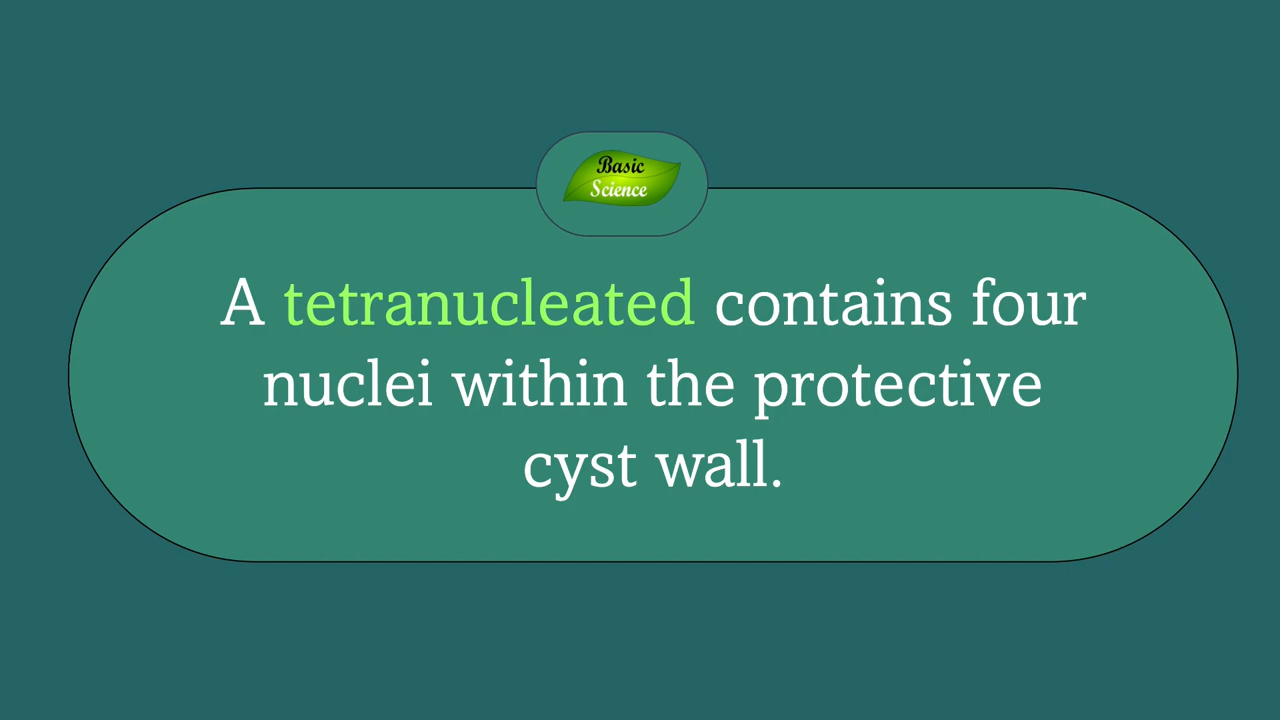 Basic
Science
A tetranucleated contains four
nuclei within the protective
cyst wall.